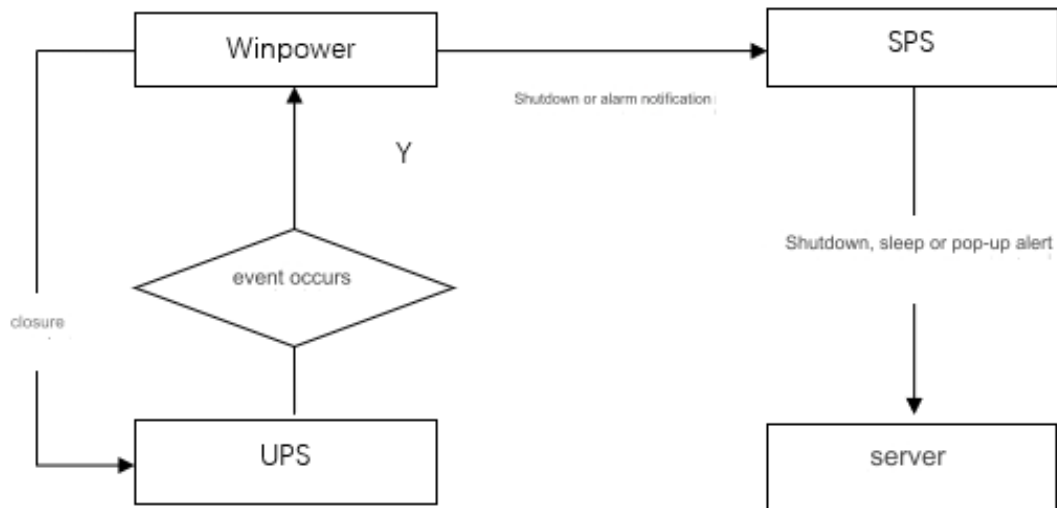 Winpower
SPS
Shutdown or alarm notification
Y
Shutdown, sleep or pop-up alert
event occurs
closure
UPS
server